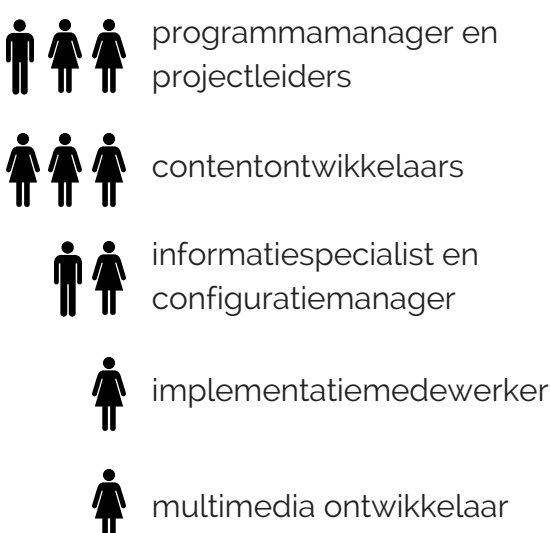 programmamanager en
projectleiders
contentontwikkelaars
informatiespecialist en
configuratiemanager
implementatiemedewerker
multimedia ontwikkelaar